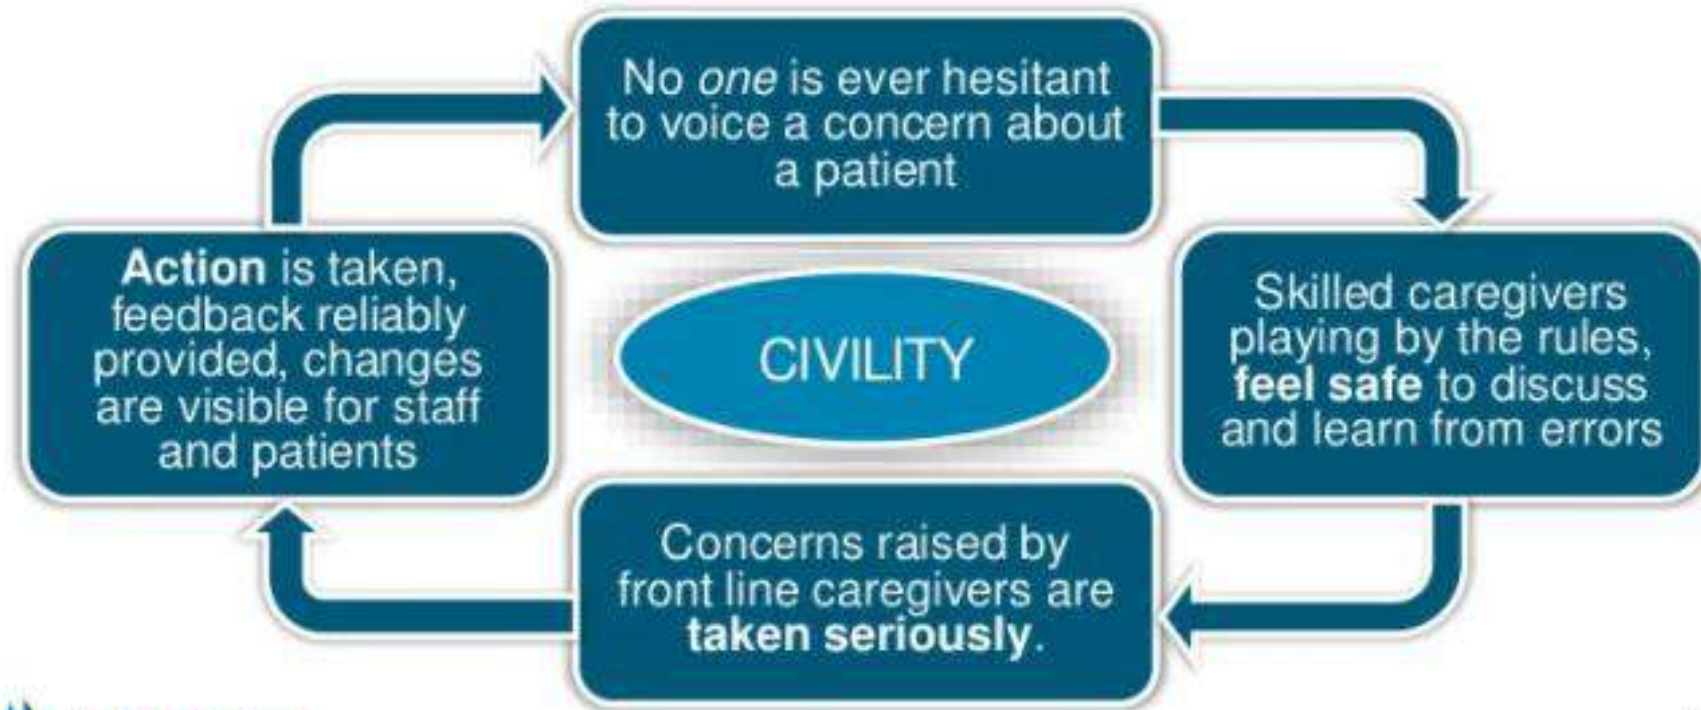 No one is ever hesitant
to voice a concern about
a patient
Skilled caregivers
playing by the rules,
feel safe to discuss
and learn from errors
Concerns raised by
front line caregivers are
taken seriously.
Action is taken,
feedback reliably
provided, changes
are visible for staff
and patients
CIVILITY